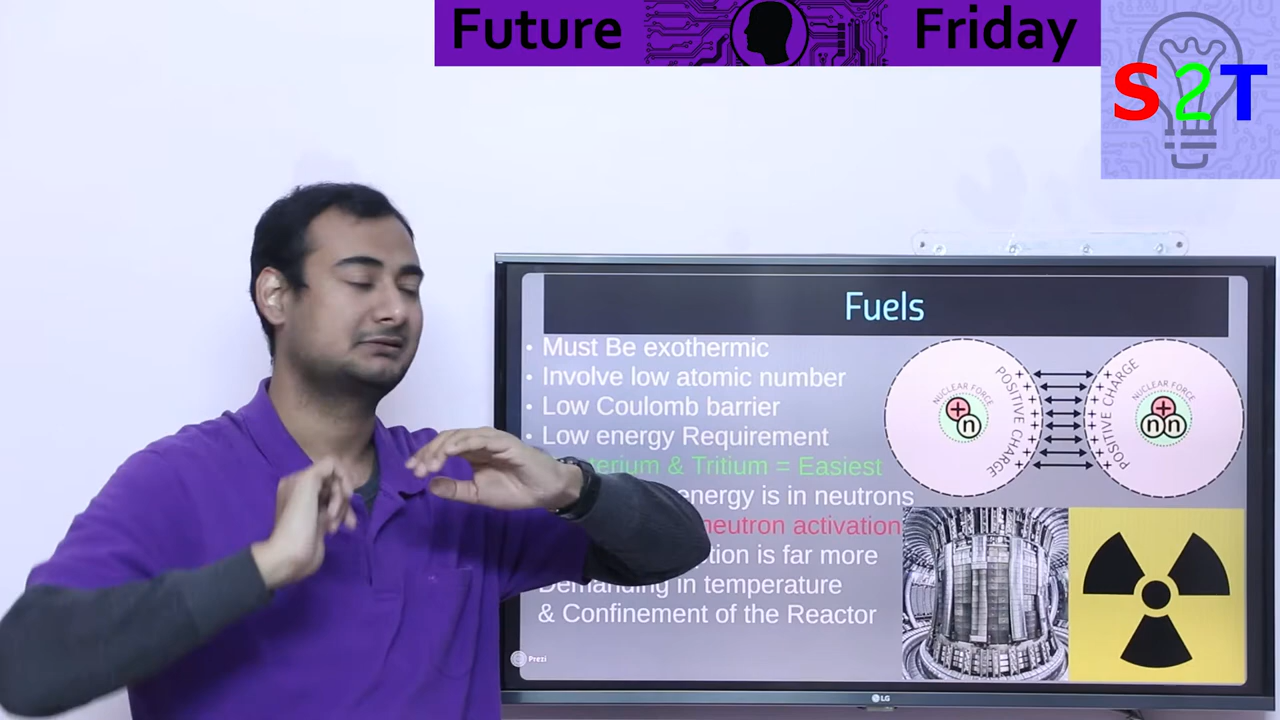 Future Friday
S2T
Fuels
• Must Be exothermic
• Involve low atomic number
• Low Coulomb barrier
• Low energy Requirement
terium & Tritium = Easiest
energy is in neutrons
neutron activation
tion is far more
Demanding in temperature
& Confinement of the Reactor
NUCLEAR FORCE
+
n
POSITIVE CHARGE
POSITIVE CHARGE
NUCLEAR FORCE
+
n n
Prezi
LG